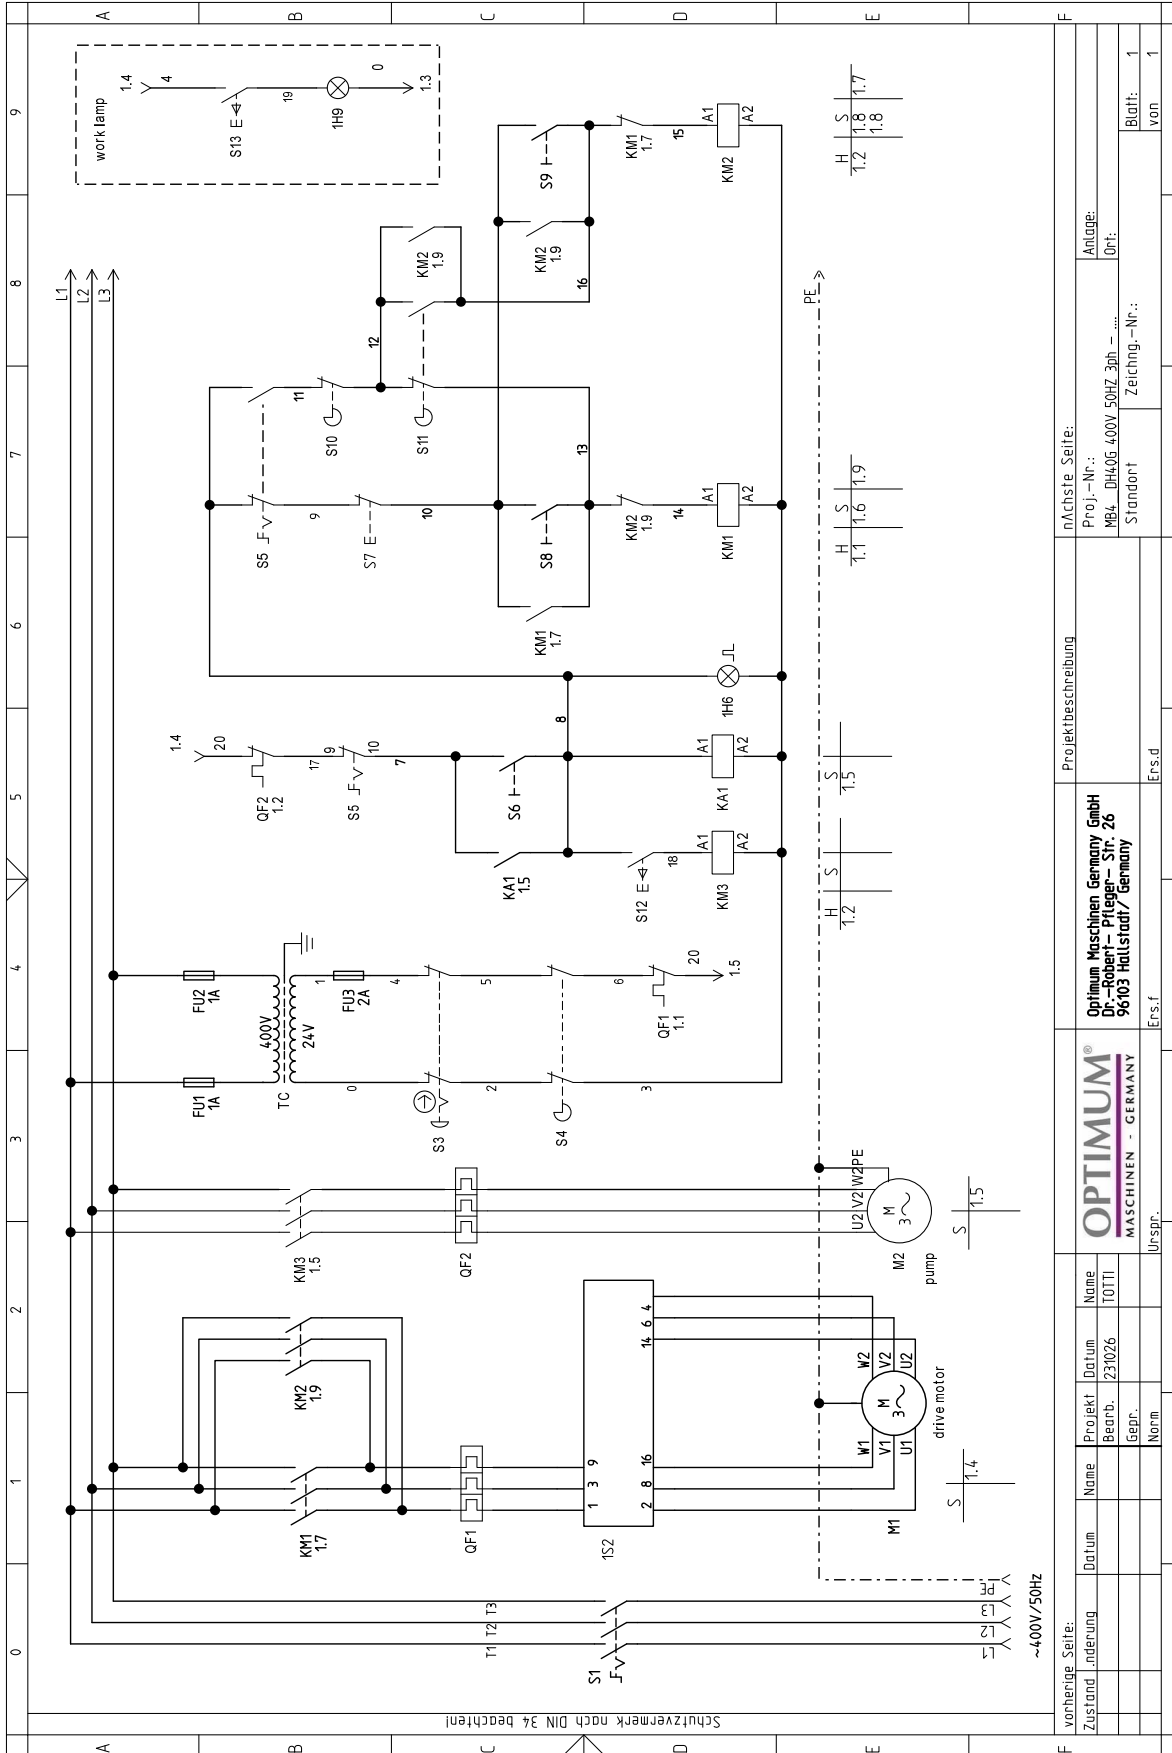 0 1 2 3 4 5 6 7 8 9
A
B
C
D
E
F
A
B
C
D
E
F
Schutzvermerk nach DIN 34 beachten!
L1
L2
L3
work lamp
1.4
4
S13
19
1H9
0
1.3
T1 T2 T3
S1
L1
L2
L3
PE
~400V/50Hz
KM1
1.7
KM2
1.9
QF1
1S2
1 3 9
2 8 16
14 6 4
W1
V1
U1
W2
V2
U2
M
3~
M1
drive motor
S
1.4
KM3
1.5
QF2
U2 V2 W2 PE
M
3~
M2
pump
S
1.5
FU1
1A
FU2
1A
400V
24V
TC
1
FU3
2A
0
4
S3
2
5
S4
3
6
QF1
1.1
20
1.5
1.4
20
QF2
1.2
17
9
S5
10
7
KA1
1.5
S6
8
S12
18
KM3
A1
A2
KA1
A1
A2
1H6
H S
1.2
S
1.5
S5
9
S7
10
11
S10
12
S11
KM2
1.9
KM1
1.7
S8
13
KM2
1.9
14
KM1
A1
A2
KM2
1.9
S9
16
KM1
1.7
15
KM2
A1
A2
PE
H S
1.1 1.6 1.9
H S
1.2 1.8 1.7
1.8
vorherige Seite:
Zustand .nderung Datum Name
Projekt Datum Name
Bearb. 231026 TOTTI
Gepr.
Norm
Urspr.
OPTIMUM®
MASCHINEN - GERMANY
Optimum Maschinen Germany GmbH
Dr.-Robert- Pfleger- Str. 26
96103 Hallstadt/ Germany
Ers.f
Ers.d
Projektbeschreibung
nAchste Seite:
Proj.-Nr.:
MB4_ DH40G 400V 50HZ 3ph - ....
Standort
Zeichng.-Nr.:
Anlage:
Ort:
Blatt: 1
von 1